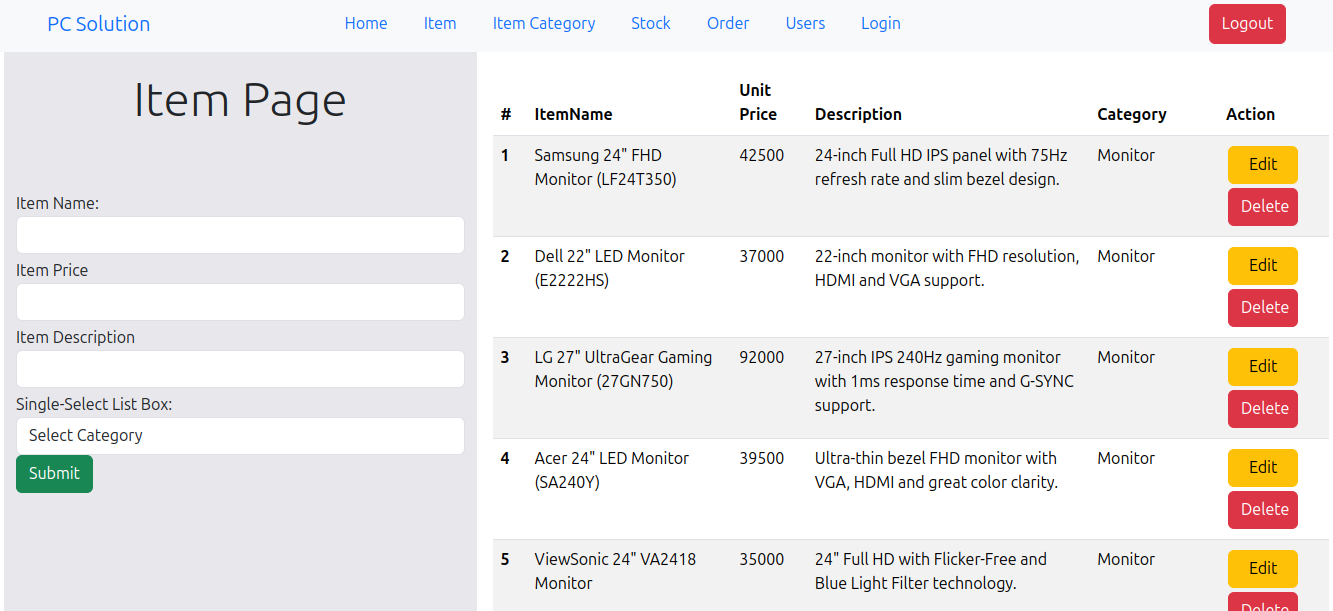 PC Solution Home Item Item Category Stock Order Users Login Logout
Item Page
Item Name:
Item Price
Item Description
Single-Select List Box:
Select Category
Submit
# ItemName Unit Price Description Category Action
1 Samsung 24" FHD Monitor (LF24T350) 42500 24-inch Full HD IPS panel with 75Hz refresh rate and slim bezel design. Monitor Edit Delete
2 Dell 22" LED Monitor (E2222HS) 37000 22-inch monitor with FHD resolution, HDMI and VGA support. Monitor Edit Delete
3 LG 27" UltraGear Gaming Monitor (27GN750) 92000 27-inch IPS 240Hz gaming monitor with 1ms response time and G-SYNC support. Monitor Edit Delete
4 Acer 24" LED Monitor (SA240Y) 39500 Ultra-thin bezel FHD monitor with VGA, HDMI and great color clarity. Monitor Edit Delete
5 ViewSonic 24" VA2418 Monitor 35000 24" Full HD with Flicker-Free and Blue Light Filter technology. Monitor Edit Delete